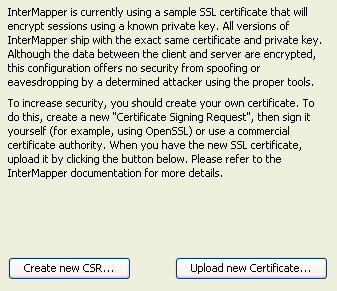 InterMapper is currently using a sample SSL certificate that will
encrypt sessions using a known private key. All versions of
InterMapper ship with the exact same certificate and private key.
Although the data between the client and server are encrypted,
this configuration offers no security from spoofing or
eavesdropping by a determined attacker using the proper tools.
To increase security, you should create your own certificate. To
do this, create a new "Certificate Signing Request", then sign it
yourself (for example, using OpenSSL) or use a commercial
certificate authority. When you have the new SSL certificate,
upload it by clicking the button below. Please refer to the
InterMapper documentation for more details.
Create new CSR... Upload new Certificate...